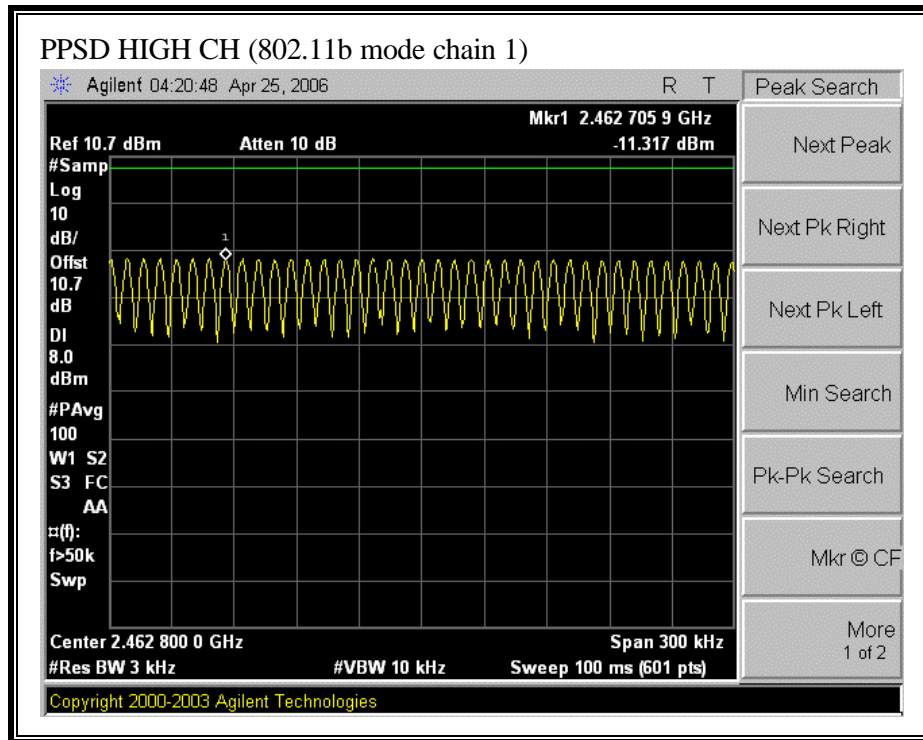 PPSD HIGH CH (802.11b mode chain 1)
Agilent 04:20:48 Apr 25, 2006 R T
Peak Search
Mkr1 2.462 705 9 GHz
Ref 10.7 dBm Atten 10 dB -11.317 dBm
#Samp
Log
10
dB/
Offst
10.7
dB
DI
8.0
dBm
#PAvg
100
W1 S2
S3 FC
AA
¤(f):
f>50k
Swp
1
Center 2.462 800 0 GHz Span 300 kHz
#Res BW 3 kHz #VBW 10 kHz Sweep 100 ms (601 pts)
Copyright 2000-2003 Agilent Technologies
Next Peak
Next Pk Right
Next Pk Left
Min Search
Pk-Pk Search
Mkr © CF
More
1 of 2